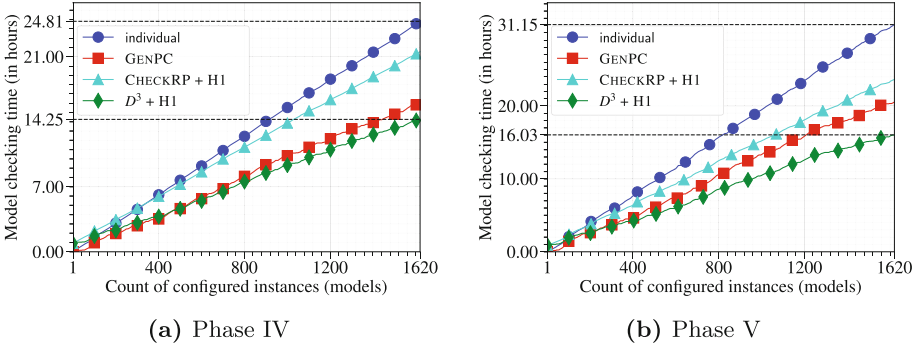 Model checking time (in hours)
24.81
21.00
14.25
7.00
0.00
individual
GENPC
CHECKRP + H1
D³ + H1
1
400
800
1200
1620
Count of configured instances (models)
(a) Phase IV
Model checking time (in hours)
31.15
20.00
16.03
10.00
0.00
individual
GENPC
CHECKRP + H1
D³ + H1
1
400
800
1200
1620
Count of configured instances (models)
(b) Phase V